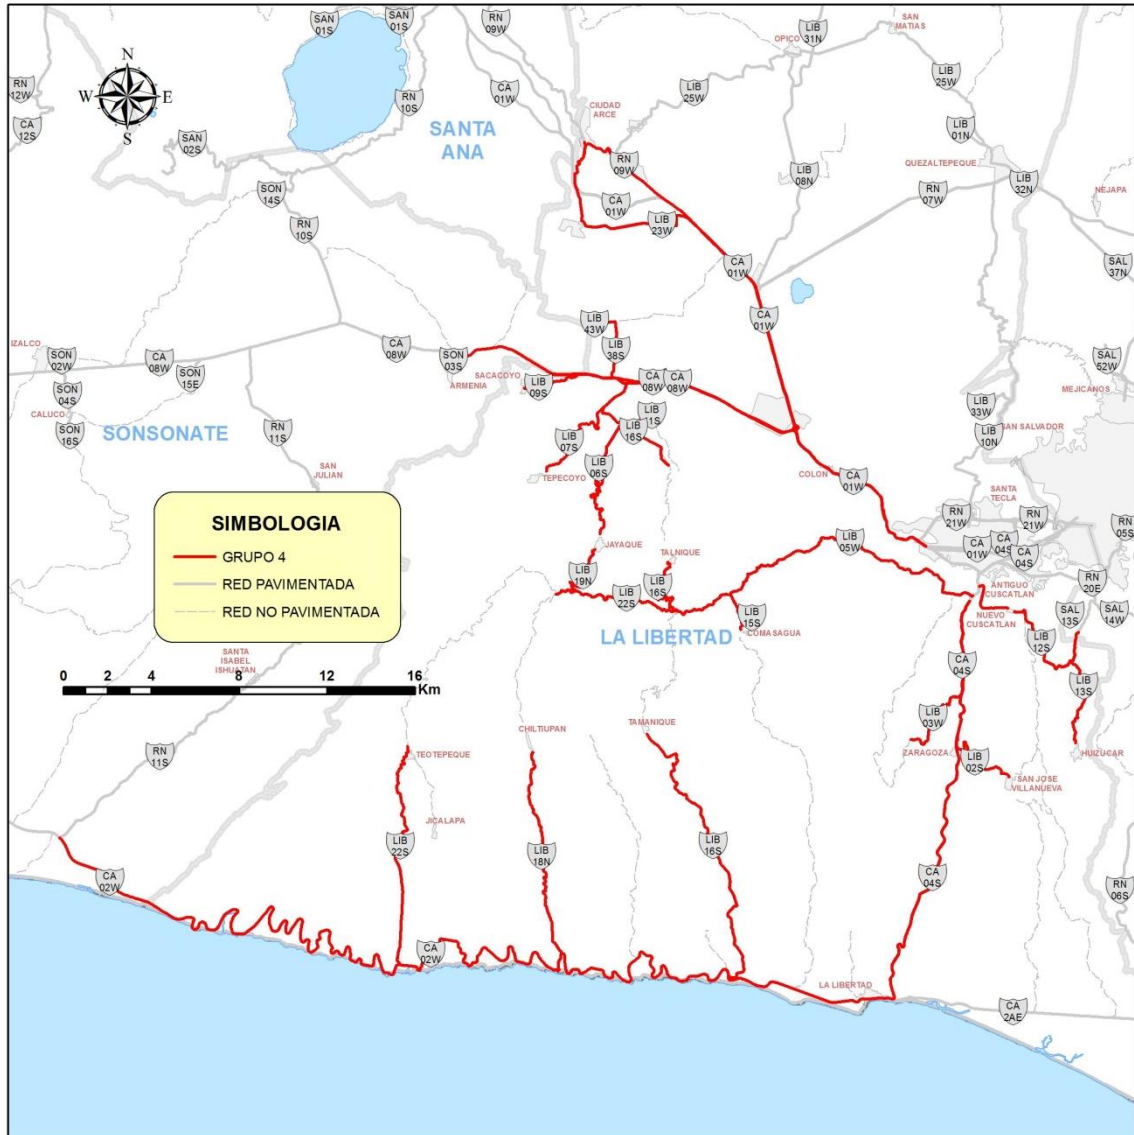 SAN
01S
SAN
01S
RN
09W
SAN
MATIAS
LIB
31N
OPICO
N
W
E
S
RN
12W
CA
12S
SAN
02S
RN
10S
CA
01W
LIB
25W
LIB
25W
CIUDAD
ARCE
SANTA
ANA
LIB
01N
QUEZALTEPEQUE
RN
09W
LIB
08N
LIB
32N
RN
07W
NEJAPA
SON
14S
RN
10S
CA
01W
LIB
23W
CA
01W
SAL
37N
CA
01W
LIB
43W
LIB
38S
IZALCO
SON
02W
CA
08W
SON
15E
CA
08W
SON
03S
SACACOYO
ARMENIA
LIB
09S
CA
08W
CA
08W
SAL
52W
MEJICANOS
SON
04S
CALUCO
SON
16S
SONSONATE
RN
11S
LIB
11S
LIB
16S
LIB
07S
LIB
06S
TEPECOYO
LIB
33W
LIB
10N
SAN SALVADOR
SAN
JULIAN
COLON
CA
01W
SANTA
TECLA
RN
21W
RN
21W
RN
05S
SIMBOLOGIA
GRUPO 4
RED PAVIMENTADA
RED NO PAVIMENTADA
JAYAQUE
TALNIQUE
LIB
05W
CA
01W
CA
04S
CA
04S
LIB
19N
LIB
22S
LIB
16S
RN
20E
ANTIGUO
CUSCATLAN
NUEVO
CUSCATLAN
SAL
13S
SAL
14W
LIB
15S
COMASAGUA
LA LIBERTAD
LIB
12S
SANTA
ISABEL
ISHUATAN
CA
04S
LIB
13S
0 2 4 8 12 16
Km
LIB
03W
ZARAGOZA
LIB
02S
HUIZUCAR
SAN JOSE
VILLANUEVA
RN
11S
TEOTEPEQUE
CHILTIUPAN
TAMANIQUE
JICALAPA
LIB
22S
LIB
18N
LIB
16S
CA
02W
CA
04S
RN
06S
CA
02W
LA LIBERTAD
CA
2AE